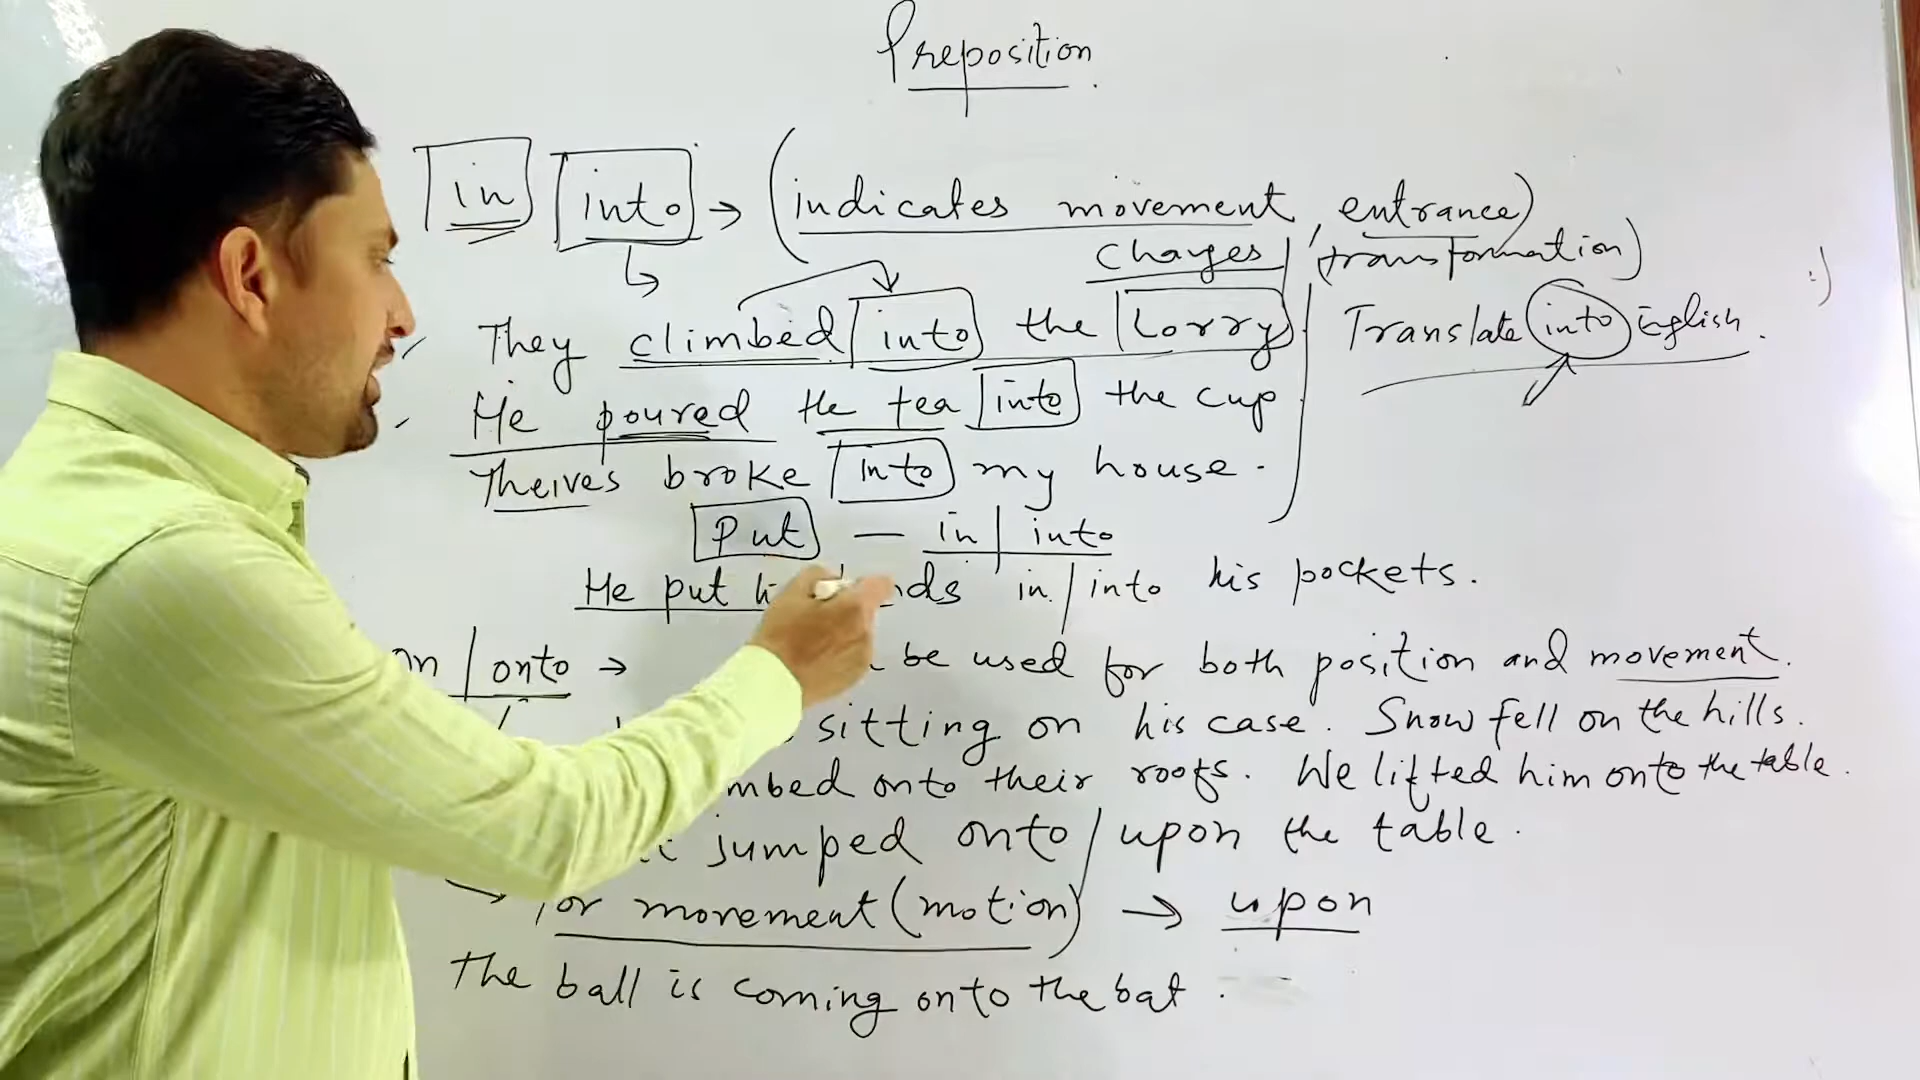 Preposition.
in into → (indicates movement, entrance)
changes / transformation)
They climbed into the Lorry
Translate into English.
He poured the tea into the cup
Theives broke into my house.
Put — in / into
He put ds in / into his pockets.
on / onto → be used for both position and movement.
sitting on his case. Snow fell on the hills.
mbed onto their roofs. We lifted him onto the table.
jumped onto / upon the table.
→ for movement (motion) → upon
The ball is coming onto the bat.